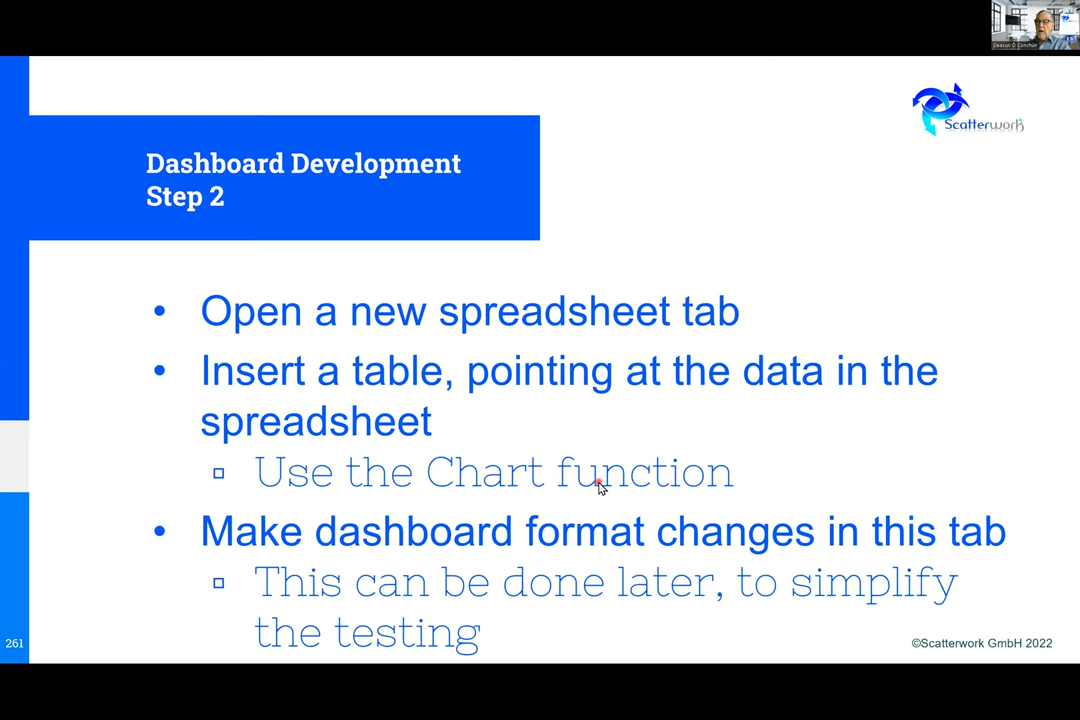 Deasún Ó Conchúir
Scatterwork
Dashboard Development
Step 2
• Open a new spreadsheet tab
• Insert a table, pointing at the data in the
spreadsheet
▫ Use the Chart function
• Make dashboard format changes in this tab
▫ This can be done later, to simplify
the testing
261
©Scatterwork GmbH 2022